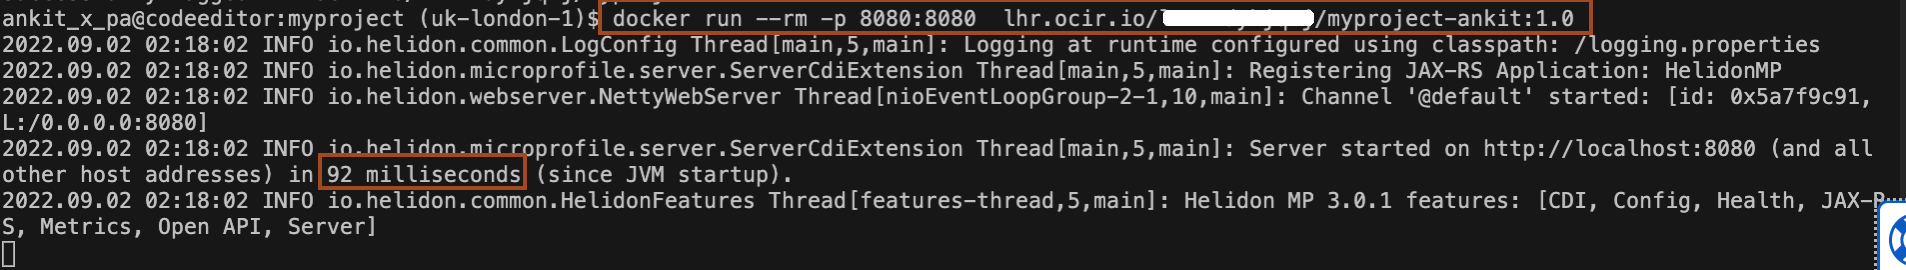 ankit_x_pa@codeeditor:myproject (uk-london-1)$ docker run --rm -p 8080:8080  lhr.ocir.io/ /myproject-ankit:1.0
2022.09.02 02:18:02 INFO io.helidon.common.LogConfig Thread[main,5,main]: Logging at runtime configured using classpath: /logging.properties
2022.09.02 02:18:02 INFO io.helidon.microprofile.server.ServerCdiExtension Thread[main,5,main]: Registering JAX-RS Application: HelidonMP
2022.09.02 02:18:02 INFO io.helidon.webserver.NettyWebServer Thread[nioEventLoopGroup-2-1,10,main]: Channel '@default' started: [id: 0x5a7f9c91,
L:/0.0.0.0:8080]
2022.09.02 02:18:02 INFO io.helidon.microprofile.server.ServerCdiExtension Thread[main,5,main]: Server started on http://localhost:8080 (and all
other host addresses) in 92 milliseconds (since JVM startup).
2022.09.02 02:18:02 INFO io.helidon.common.HelidonFeatures Thread[features-thread,5,main]: Helidon MP 3.0.1 features: [CDI, Config, Health, JAX-R
S, Metrics, Open API, Server]